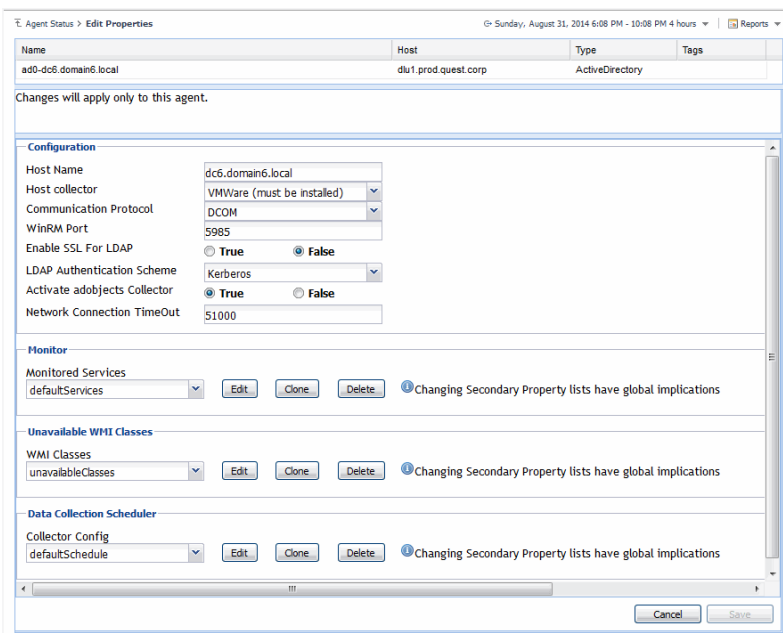 Agent Status > Edit Properties
Sunday, August 31, 2014 6:08 PM - 10:08 PM 4 hours
Reports
Name Host Type Tags
ad0-dc6.domain6.local dlu1.prod.quest.corp ActiveDirectory
Changes will apply only to this agent.
Configuration
Host Name dc6.domain6.local
Host collector VMWare (must be installed)
Communication Protocol DCOM
WinRM Port 5985
Enable SSL For LDAP True False
LDAP Authentication Scheme Kerberos
Activate adobjects Collector True False
Network Connection TimeOut 51000
Monitor
Monitored Services
defaultServices Edit Clone Delete Changing Secondary Property lists have global implications
Unavailable WMI Classes
WMI Classes
unavailableClasses Edit Clone Delete Changing Secondary Property lists have global implications
Data Collection Scheduler
Collector Config
defaultSchedule Edit Clone Delete Changing Secondary Property lists have global implications
Cancel Save